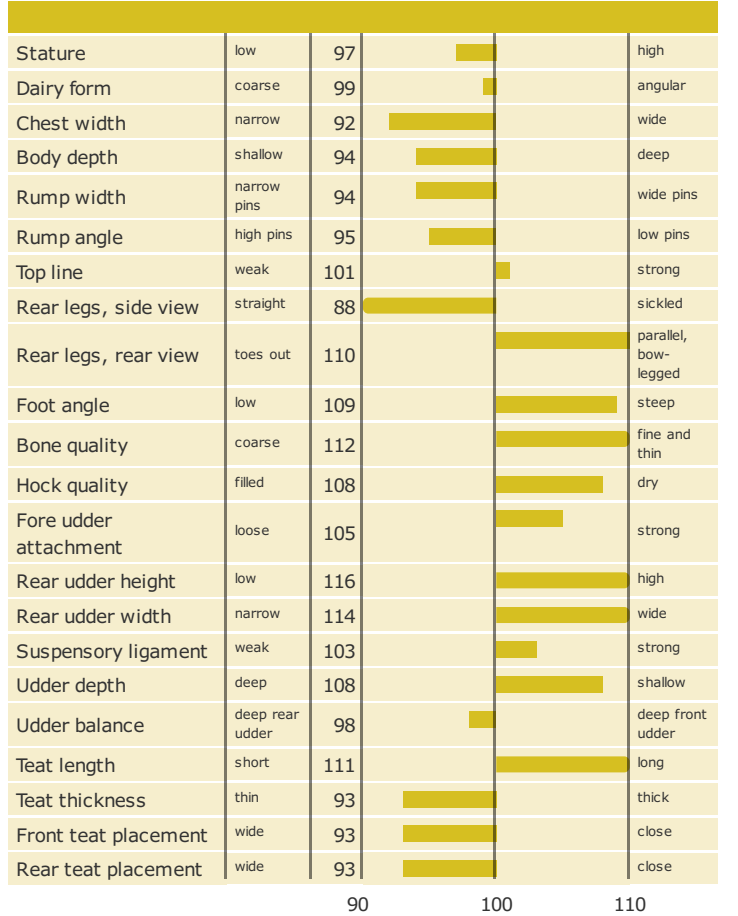 Stature low 97 high
Dairy form coarse 99 angular
Chest width narrow 92 wide
Body depth shallow 94 deep
Rump width narrow pins 94 wide pins
Rump angle high pins 95 low pins
Top line weak 101 strong
Rear legs, side view straight 88 sickled
Rear legs, rear view toes out 110 parallel, bow-legged
Foot angle low 109 steep
Bone quality coarse 112 fine and thin
Hock quality filled 108 dry
Fore udder attachment loose 105 strong
Rear udder height low 116 high
Rear udder width narrow 114 wide
Suspensory ligament weak 103 strong
Udder depth deep 108 shallow
Udder balance deep rear udder 98 deep front udder
Teat length short 111 long
Teat thickness thin 93 thick
Front teat placement wide 93 close
Rear teat placement wide 93 close
90 100 110